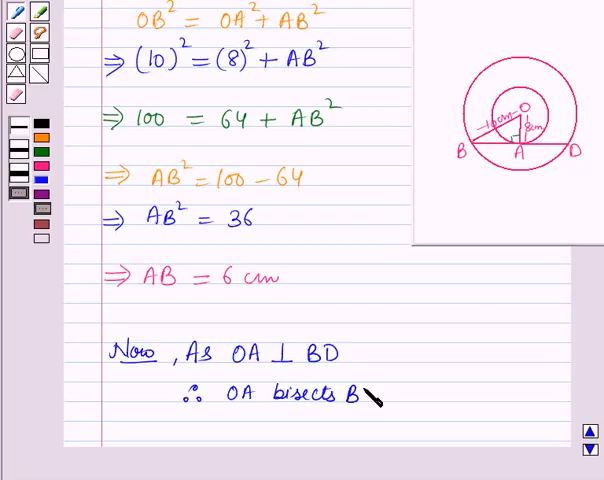 OB² = OA² + AB²
⇒ (10)² = (8)² + AB²
⇒ 100 = 64 + AB²
⇒ AB² = 100 - 64
⇒ AB² = 36
⇒ AB = 6 cm
Now, As OA ⊥ BD
∴ OA bisects B
O
-10cm-
8cm
B A D